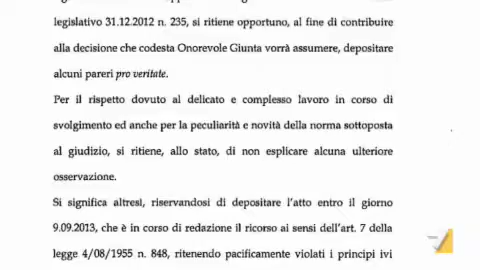 legislativo 31.12.2012 n. 235, si ritiene opportuno, al fine di contribuire
alla decisione che codesta Onorevole Giunta vorrà assumere, depositare
alcuni pareri pro veritate.
Per il rispetto dovuto al delicato e complesso lavoro in corso di
svolgimento ed anche per la peculiarità e novità della norma sottoposta
al giudizio, si ritiene, allo stato, di non esplicare alcuna ulteriore
osservazione.
Si significa altresì, riservandosi di depositare l'atto entro il giorno
9.09.2013, che è in corso di redazione il ricorso ai sensi dell'art. 7 della
legge 4/08/1955 n. 848, ritenendo pacificamente violati i principi ivi